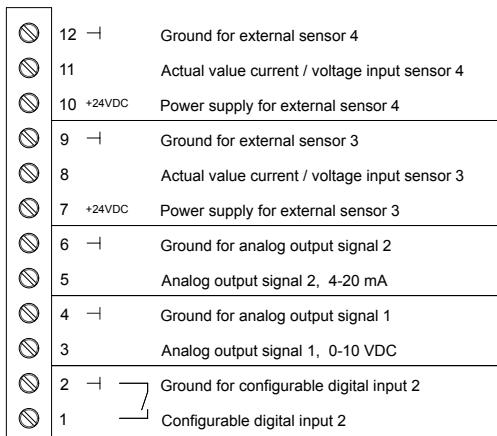 12 Ground for external sensor 4
11 Actual value current / voltage input sensor 4
10 +24VDC Power supply for external sensor 4
9 Ground for external sensor 3
8 Actual value current / voltage input sensor 3
7 +24VDC Power supply for external sensor 3
6 Ground for analog output signal 2
5 Analog output signal 2, 4-20 mA
4 Ground for analog output signal 1
3 Analog output signal 1, 0-10 VDC
2 Ground for configurable digital input 2
1 Configurable digital input 2